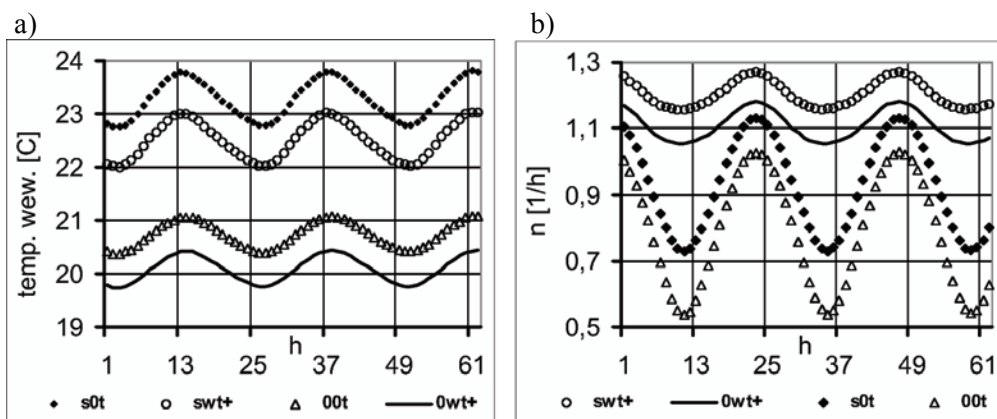 a)
24
23
22
21
20
19
temp. wew. [C]
1 13 25 37 49 61
h
s0t swt+ 00t 0wt+
b)
1,3
1,1
0,9
0,7
0,5
n [1/h]
1 13 25 37 49 61
h
swt+ 0wt+ s0t 00t